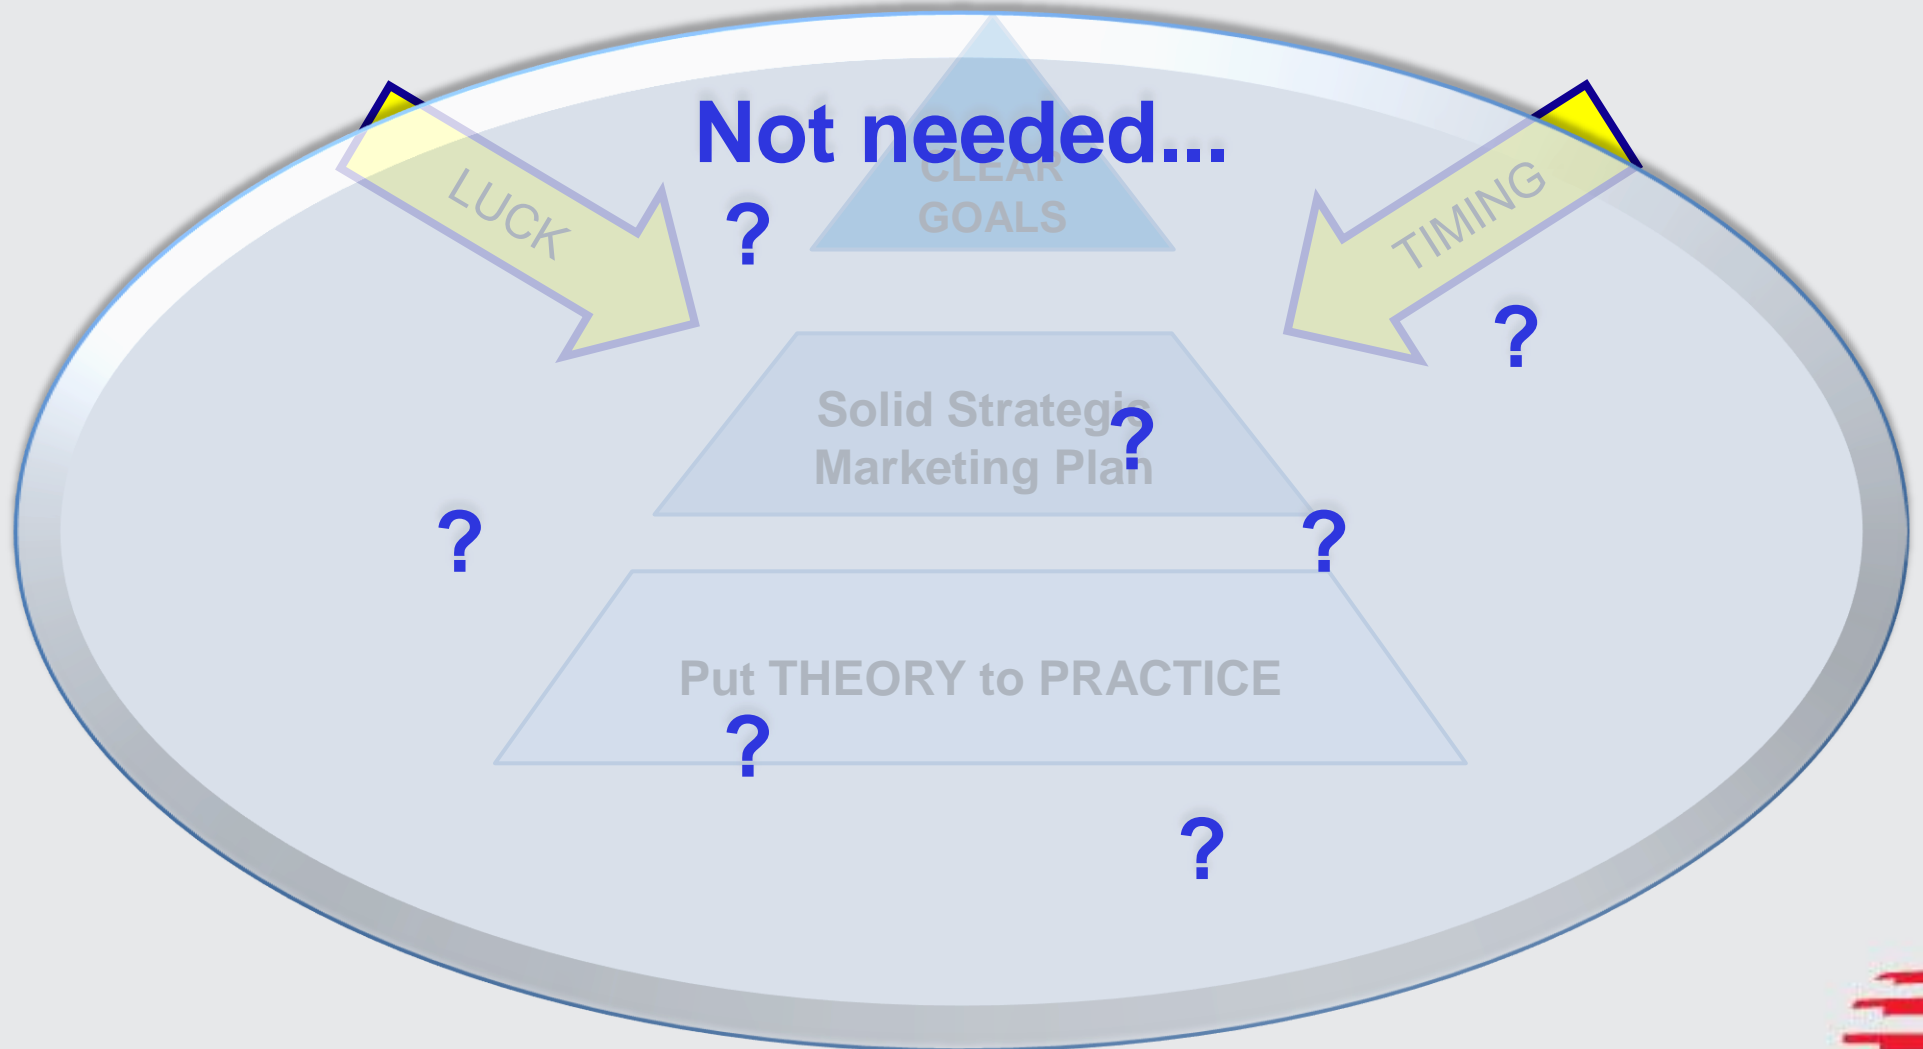 Not needed...
CLEAR
GOALS
LUCK
TIMING
?
?
Solid Strategic
Marketing Plan
?
?
?
Put THEORY to PRACTICE
?
?